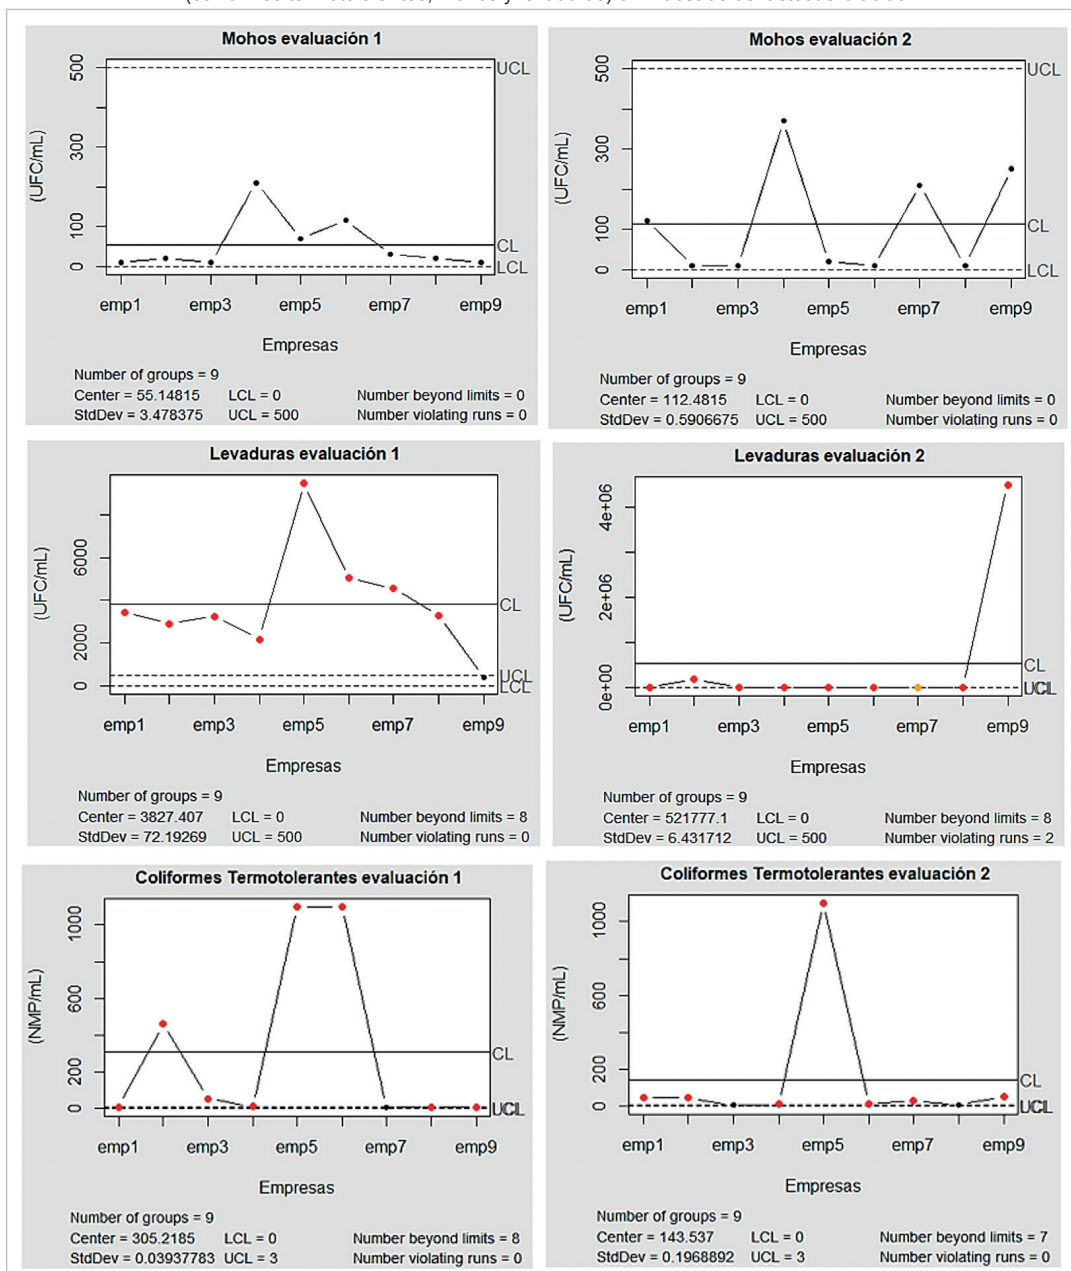 Mohos evaluación 1
500
300
100
0
(UFC/mL)
UCL
CL
LCL
emp1 emp3 emp5 emp7 emp9
Empresas
Number of groups = 9
Center = 55.14815 LCL = 0 Number beyond limits = 0
StdDev = 3.478375 UCL = 500 Number violating runs = 0
Mohos evaluación 2
500
300
100
0
(UFC/mL)
UCL
CL
LCL
emp1 emp3 emp5 emp7 emp9
Empresas
Number of groups = 9
Center = 112.4815 LCL = 0 Number beyond limits = 0
StdDev = 0.5906675 UCL = 500 Number violating runs = 0
Levaduras evaluación 1
6000
2000
0
(UFC/mL)
CL
UCL
LCL
emp1 emp3 emp5 emp7 emp9
Empresas
Number of groups = 9
Center = 3827.407 LCL = 0 Number beyond limits = 8
StdDev = 72.19269 UCL = 500 Number violating runs = 0
Levaduras evaluación 2
4e+06
2e+06
0e+00
(UFC/mL)
CL
UCL
emp1 emp3 emp5 emp7 emp9
Empresas
Number of groups = 9
Center = 521777.1 LCL = 0 Number beyond limits = 8
StdDev = 6.431712 UCL = 500 Number violating runs = 2
Coliformes Termotolerantes evaluación 1
1000
600
200
0
(NMP/mL)
CL
UCL
emp1 emp3 emp5 emp7 emp9
Empresas
Number of groups = 9
Center = 305.2185 LCL = 0 Number beyond limits = 8
StdDev = 0.03937783 UCL = 3 Number violating runs = 0
Coliformes Termotolerantes evaluación 2
1000
600
200
0
(NMP/mL)
CL
UCL
emp1 emp3 emp5 emp7 emp9
Empresas
Number of groups = 9
Center = 143.537 LCL = 0 Number beyond limits = 7
StdDev = 0.1968892 UCL = 3 Number violating runs = 0